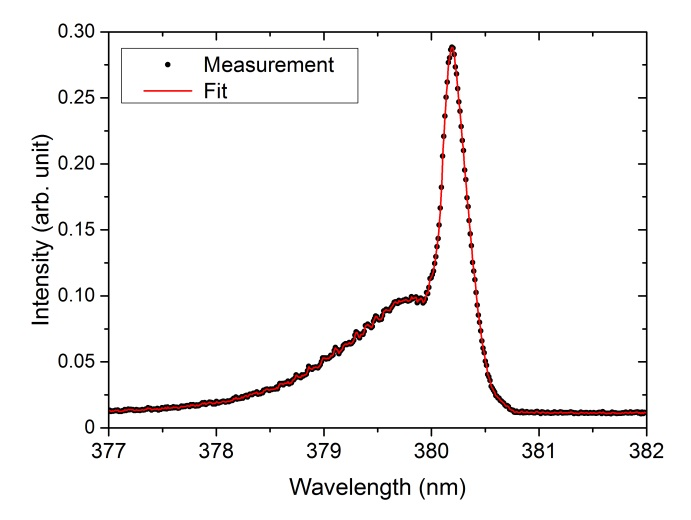 0.30
Measurement
Fit
0.25
0.20
0.15
0.10
0.05
0
Intensity (arb. unit)
377 378 379 380 381 382
Wavelength (nm)